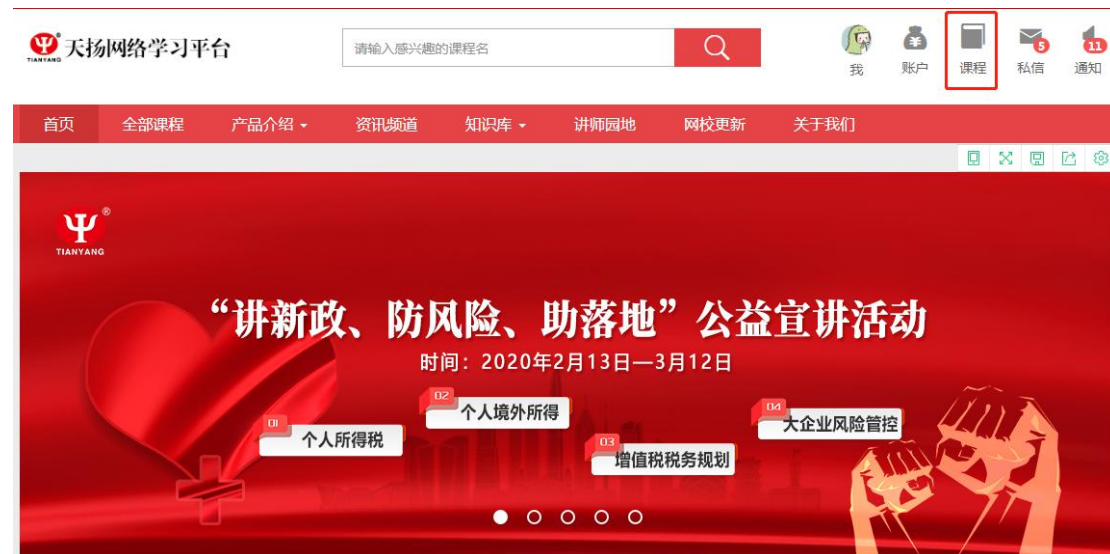 天扬网络学习平台
TIANYANG
请输入感兴趣的课程名
我 账户 课程 私信 5 通知 11
首页 全部课程 产品介绍 资讯频道 知识库 讲师园地 网校更新 关于我们
®
TIANYANG
“讲新政、防风险、助落地”公益宣讲活动
时间：2020年2月13日—3月12日
01 个人所得税
02 个人境外所得
03 增值税税务规划
04 大企业风险管控